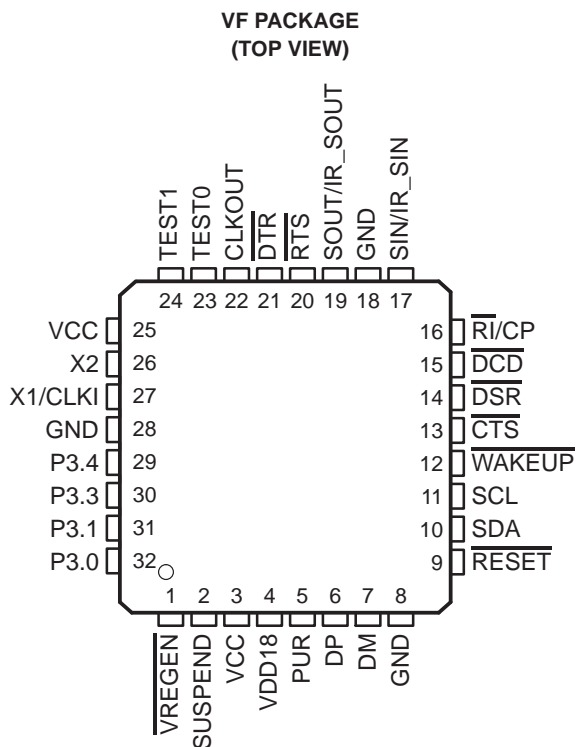 VF PACKAGE
(TOP VIEW)
TEST1
TEST0
CLKOUT
DTR
RTS
SOUT/IR_SOUT
GND
SIN/IR_SIN
24 23 22 21 20 19 18 17
VCC 25
X2 26
X1/CLKI 27
GND 28
P3.4 29
P3.3 30
P3.1 31
P3.0 32
16 RI/CP
15 DCD
14 DSR
13 CTS
12 WAKEUP
11 SCL
10 SDA
9 RESET
1 2 3 4 5 6 7 8
VREGEN
SUSPEND
VCC
VDD18
PUR
DP
DM
GND